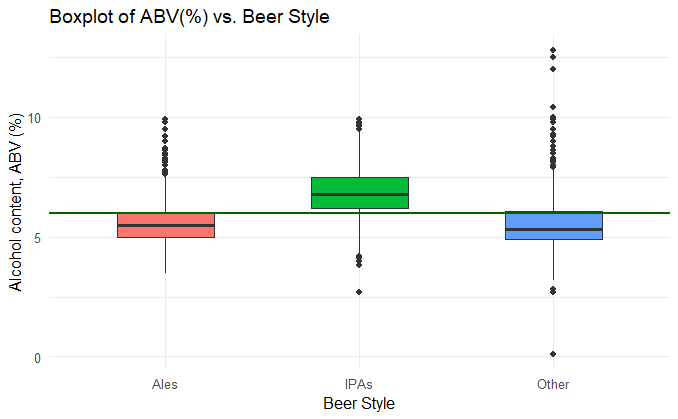 Boxplot of ABV(%) vs. Beer Style
Alcohol content, ABV (%)
10
5
0
Ales
IPAs
Other
Beer Style